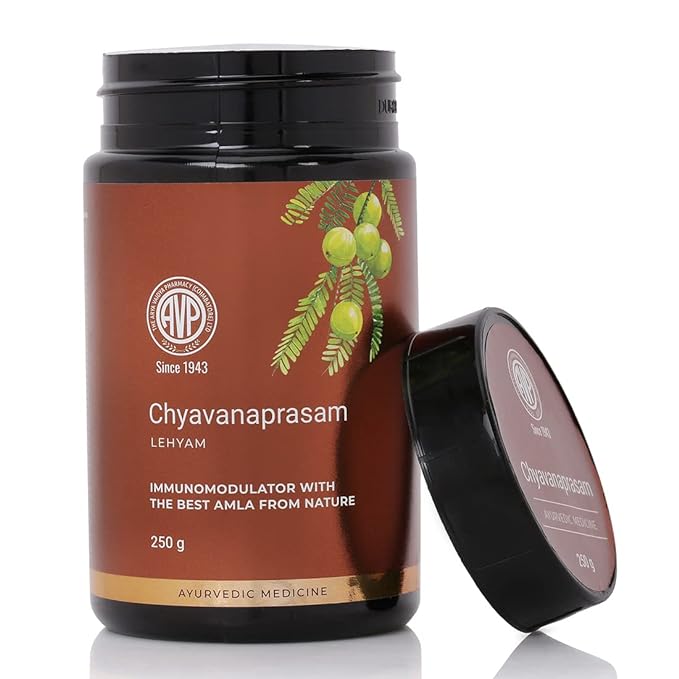 THE ARYA VAIDYA PHARMACY (COIMBATORE) LTD
AVP
Since 1943
Chyavanaprasam
LEHYAM
IMMUNOMODULATOR WITH
THE BEST AMLA FROM NATURE
250 g
AYURVEDIC MEDICINE
AVP
Since 1943
Chyavanaprasam
AYURVEDIC MEDICINE
250 g